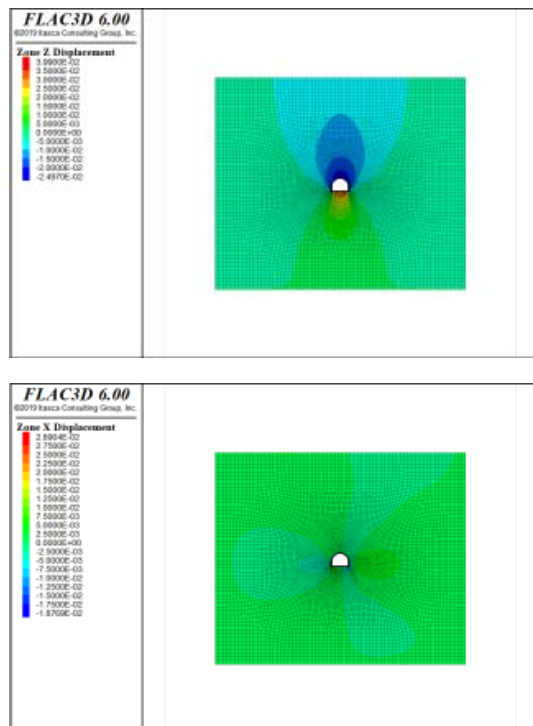 FLAC3D 6.00
©2019 Itasca Consulting Group, Inc.
Zone Z Displacement
3.9900E-02
3.5000E-02
3.0000E-02
2.5000E-02
2.0000E-02
1.5000E-02
1.0000E-02
5.0000E-03
0.0000E+00
-5.0000E-03
-1.0000E-02
-1.5000E-02
-2.0000E-02
-2.4970E-02
FLAC3D 6.00
©2019 Itasca Consulting Group, Inc.
Zone X Displacement
2.7500E-02
2.5000E-02
2.2500E-02
2.0000E-02
1.7500E-02
1.5000E-02
1.2500E-02
1.0000E-02
7.5000E-03
5.0000E-03
2.5000E-03
0.0000E+00
-2.5000E-03
-5.0000E-03
-7.5000E-03
-1.0000E-02
-1.2500E-02
-1.5000E-02
-1.7500E-02